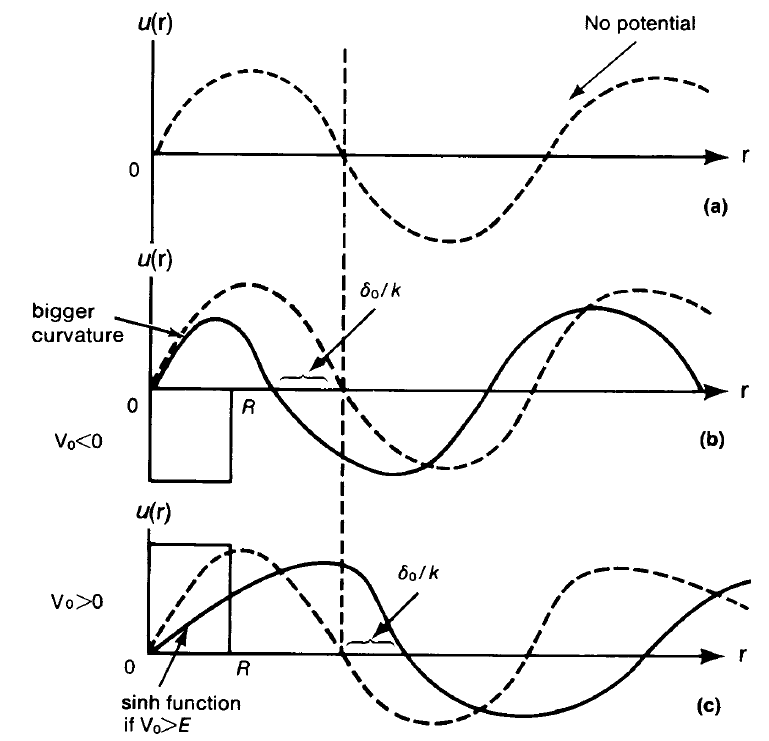 u(r)
No potential
0
r
(a)
u(r)
bigger
curvature
δ₀/k
0
R
r
V₀<0
(b)
u(r)
V₀>0
δ₀/k
0
R
r
sinh function
if V₀>E
(c)